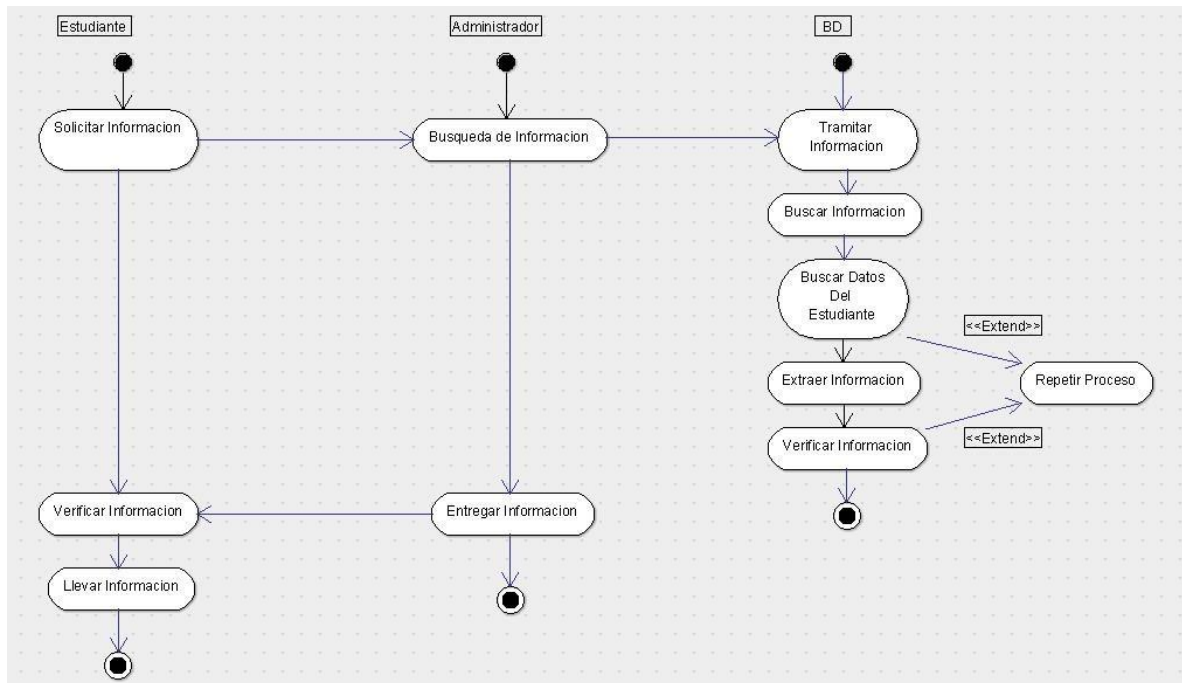 Estudiante
Administrador
BD
Solicitar Informacion
Busqueda de Informacion
Tramitar
Informacion
Buscar Informacion
Buscar Datos
Del
Estudiante
<<Extend>>
Extraer Informacion
Repetir Proceso
Verificar Informacion
<<Extend>>
Verificar Informacion
Entregar Informacion
Llevar Informacion